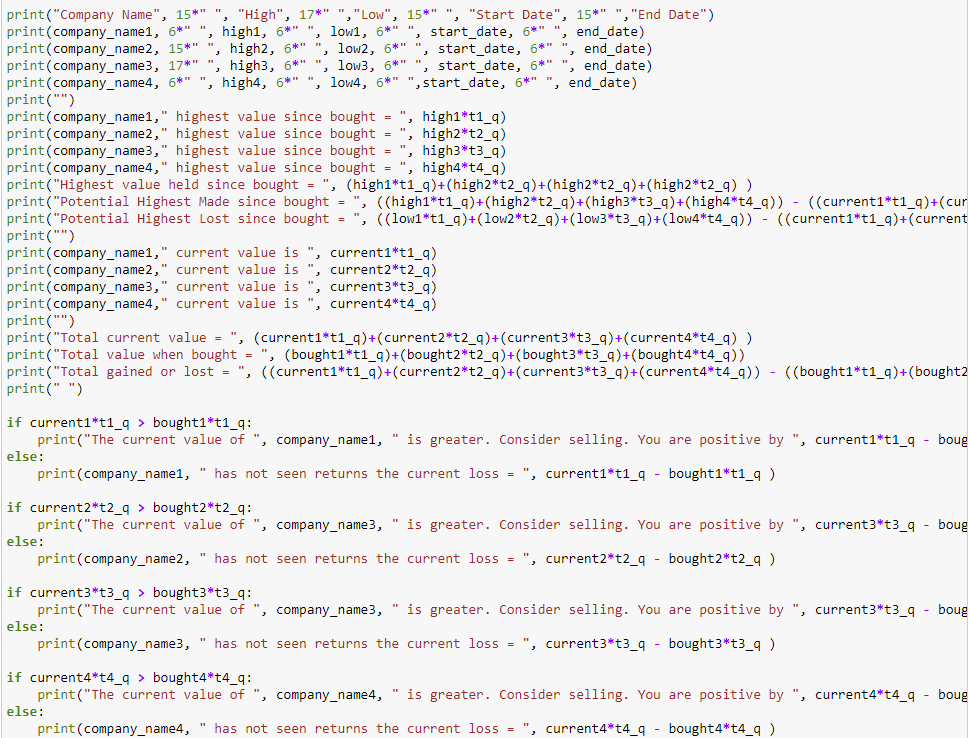 print("Company Name", 15*" ", "High", 17*" ","Low", 15*" ", "Start Date", 15*" ","End Date")
print(company_name1, 6*" ", high1, 6*" ", low1, 6*" ", start_date, 6*" ", end_date)
print(company_name2, 15*" ", high2, 6*" ", low2, 6*" ", start_date, 6*" ", end_date)
print(company_name3, 17*" ", high3, 6*" ", low3, 6*" ", start_date, 6*" ", end_date)
print(company_name4, 6*" ", high4, 6*" ", low4, 6*" ",start_date, 6*" ", end_date)
print("")
print(company_name1," highest value since bought = ", high1*t1_q)
print(company_name2," highest value since bought = ", high2*t2_q)
print(company_name3," highest value since bought = ", high3*t3_q)
print(company_name4," highest value since bought = ", high4*t4_q)
print("Highest value held since bought = ", (high1*t1_q)+(high2*t2_q)+(high2*t2_q)+(high2*t2_q) )
print("Potential Highest Made since bought = ", ((high1*t1_q)+(high2*t2_q)+(high3*t3_q)+(high4*t4_q)) - ((current1*t1_q)+(cur
print("Potential Highest Lost since bought = ", ((low1*t1_q)+(low2*t2_q)+(low3*t3_q)+(low4*t4_q)) - ((current1*t1_q)+(current
print("")
print(company_name1," current value is ", current1*t1_q)
print(company_name2," current value is ", current2*t2_q)
print(company_name3," current value is ", current3*t3_q)
print(company_name4," current value is ", current4*t4_q)
print("")
print("Total current value = ", (current1*t1_q)+(current2*t2_q)+(current3*t3_q)+(current4*t4_q) )
print("Total value when bought = ", (bought1*t1_q)+(bought2*t2_q)+(bought3*t3_q)+(bought4*t4_q))
print("Total gained or lost = ", ((current1*t1_q)+(current2*t2_q)+(current3*t3_q)+(current4*t4_q)) - ((bought1*t1_q)+(bought2
print(" ")

if current1*t1_q > bought1*t1_q:
    print("The current value of ", company_name1, " is greater. Consider selling. You are positive by ", current1*t1_q - boug
else:
    print(company_name1, " has not seen returns the current loss = ", current1*t1_q - bought1*t1_q )

if current2*t2_q > bought2*t2_q:
    print("The current value of ", company_name3, " is greater. Consider selling. You are positive by ", current3*t3_q - boug
else:
    print(company_name2, " has not seen returns the current loss = ", current2*t2_q - bought2*t2_q )

if current3*t3_q > bought3*t3_q:
    print("The current value of ", company_name3, " is greater. Consider selling. You are positive by ", current3*t3_q - boug
else:
    print(company_name3, " has not seen returns the current loss = ", current3*t3_q - bought3*t3_q )

if current4*t4_q > bought4*t4_q:
    print("The current value of ", company_name4, " is greater. Consider selling. You are positive by ", current4*t4_q - boug
else:
    print(company_name4, " has not seen returns the current loss = ", current4*t4_q - bought4*t4_q )